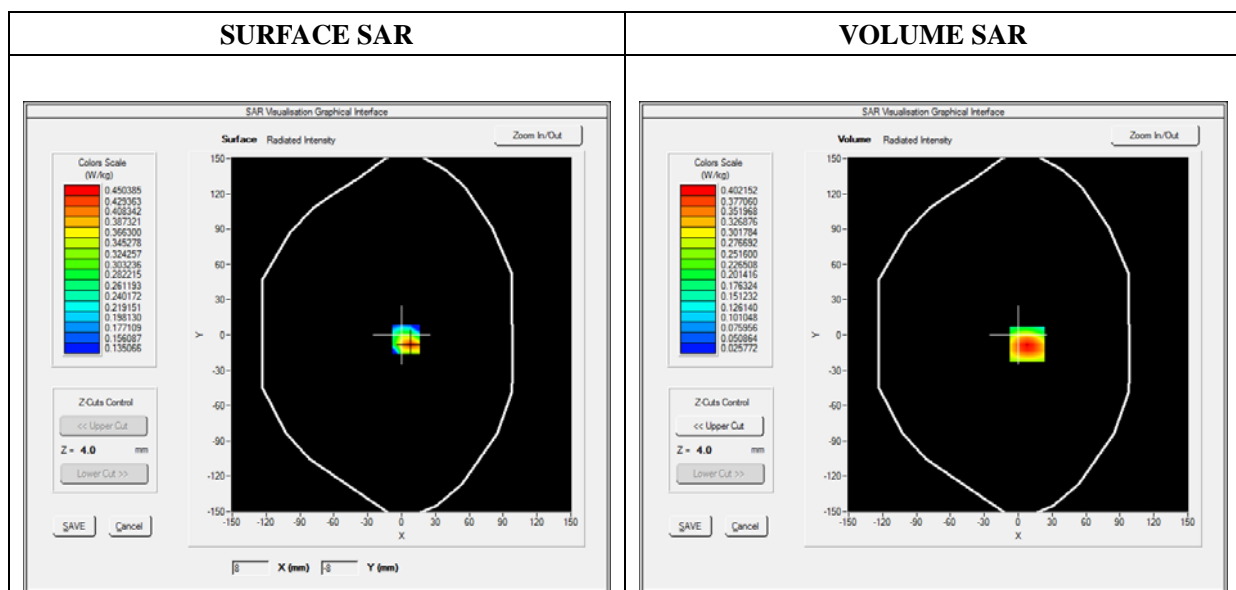 SURFACE SAR
VOLUME SAR
SAR Visualisation Graphical Interface
Surface Radiated Intensity
Zoom In/Out
Colors Scale
(W/kg)
0.450385
0.429363
0.408342
0.387321
0.366300
0.345278
0.324257
0.303236
0.282215
0.261193
0.240172
0.219151
0.198130
0.177109
0.156087
0.135066
150
120
90
60
30
0
-30
-60
-90
-120
-150
Y
-150 -120 -90 -60 -30 0 30 60 90 120 150
X
Z-Cuts Control
<< Upper Cut
Z = 4.0 mm
Lower Cut >>
SAVE Cancel
8 X (mm) -8 Y (mm)
SAR Visualisation Graphical Interface
Volume Radiated Intensity
Zoom In/Out
Colors Scale
(W/kg)
0.402152
0.377060
0.351968
0.326876
0.301784
0.276692
0.251600
0.226508
0.201416
0.176324
0.151232
0.126140
0.101048
0.075956
0.050864
0.025772
150
120
90
60
30
0
-30
-60
-90
-120
-150
Y
-150 -120 -90 -60 -30 0 30 60 90 120 150
X
Z-Cuts Control
<< Upper Cut
Z = 4.0 mm
Lower Cut >>
SAVE Cancel